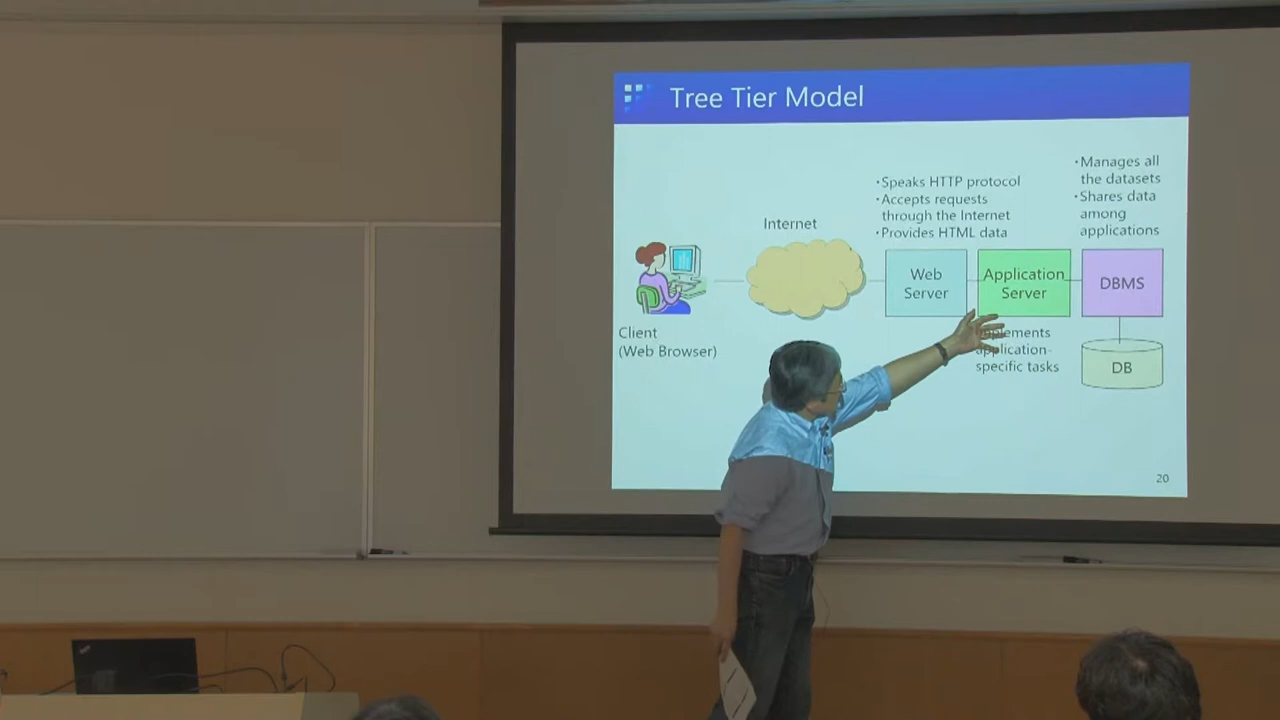 Tree Tier Model
・Manages all
the datasets
・Shares data
among
applications
・Speaks HTTP protocol
・Accepts requests
through the Internet
・Provides HTML data
Internet
Web
Server
Application
Server
DBMS
Client
(Web Browser)
application-
specific tasks
DB
20